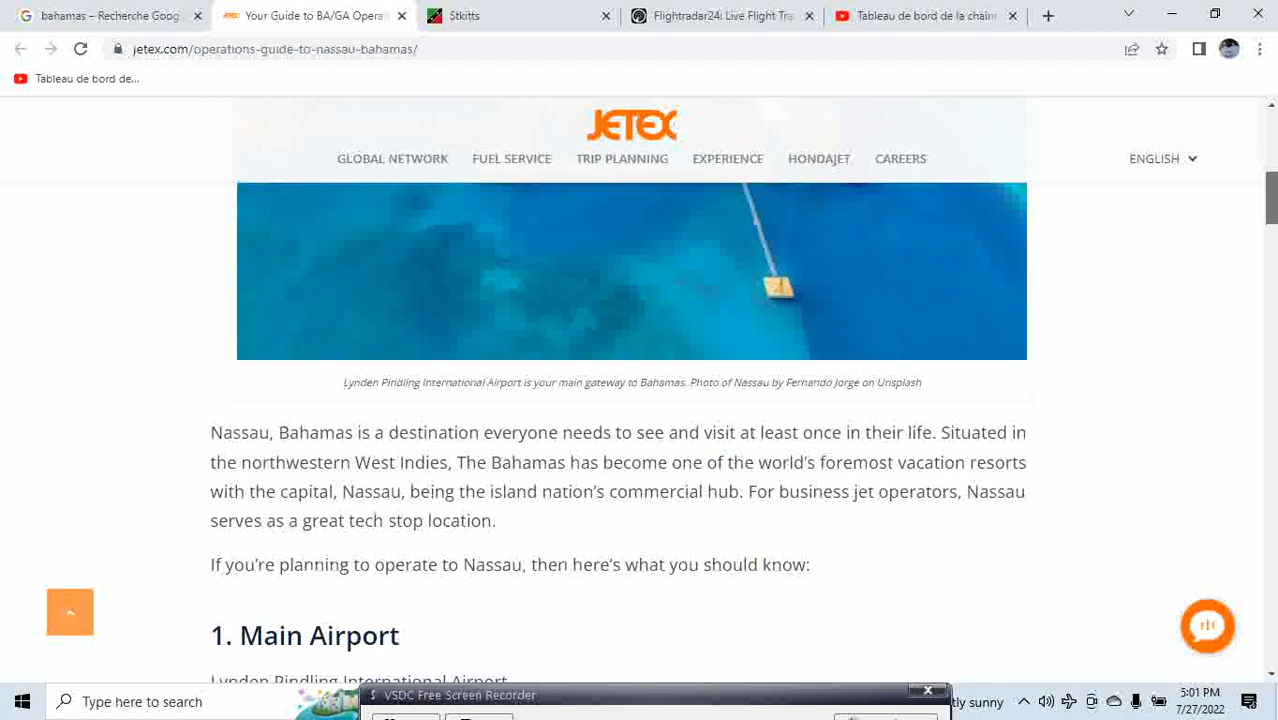 bahamas – Recherche Goog
Your Guide to BA/GA Opera
Stkitts
Flightradar24: Live Flight Tra
Tableau de bord de la chaîn
jetex.com/operations-guide-to-nassau-bahamas/
Tableau de bord de...
JETEX
GLOBAL NETWORK FUEL SERVICE TRIP PLANNING EXPERIENCE HONDAJET CAREERS ENGLISH
Lynden Pindling International Airport is your main gateway to Bahamas. Photo of Nassau by Fernando Jorge on Unsplash
Nassau, Bahamas is a destination everyone needs to see and visit at least once in their life. Situated in
the northwestern West Indies, The Bahamas has become one of the world's foremost vacation resorts
with the capital, Nassau, being the island nation's commercial hub. For business jet operators, Nassau
serves as a great tech stop location.
If you're planning to operate to Nassau, then here's what you should know:
1. Main Airport
Lynden Pindling International Airport
Type here to search
VSDC Free Screen Recorder
tly sunny
5:01 PM
7/27/2022